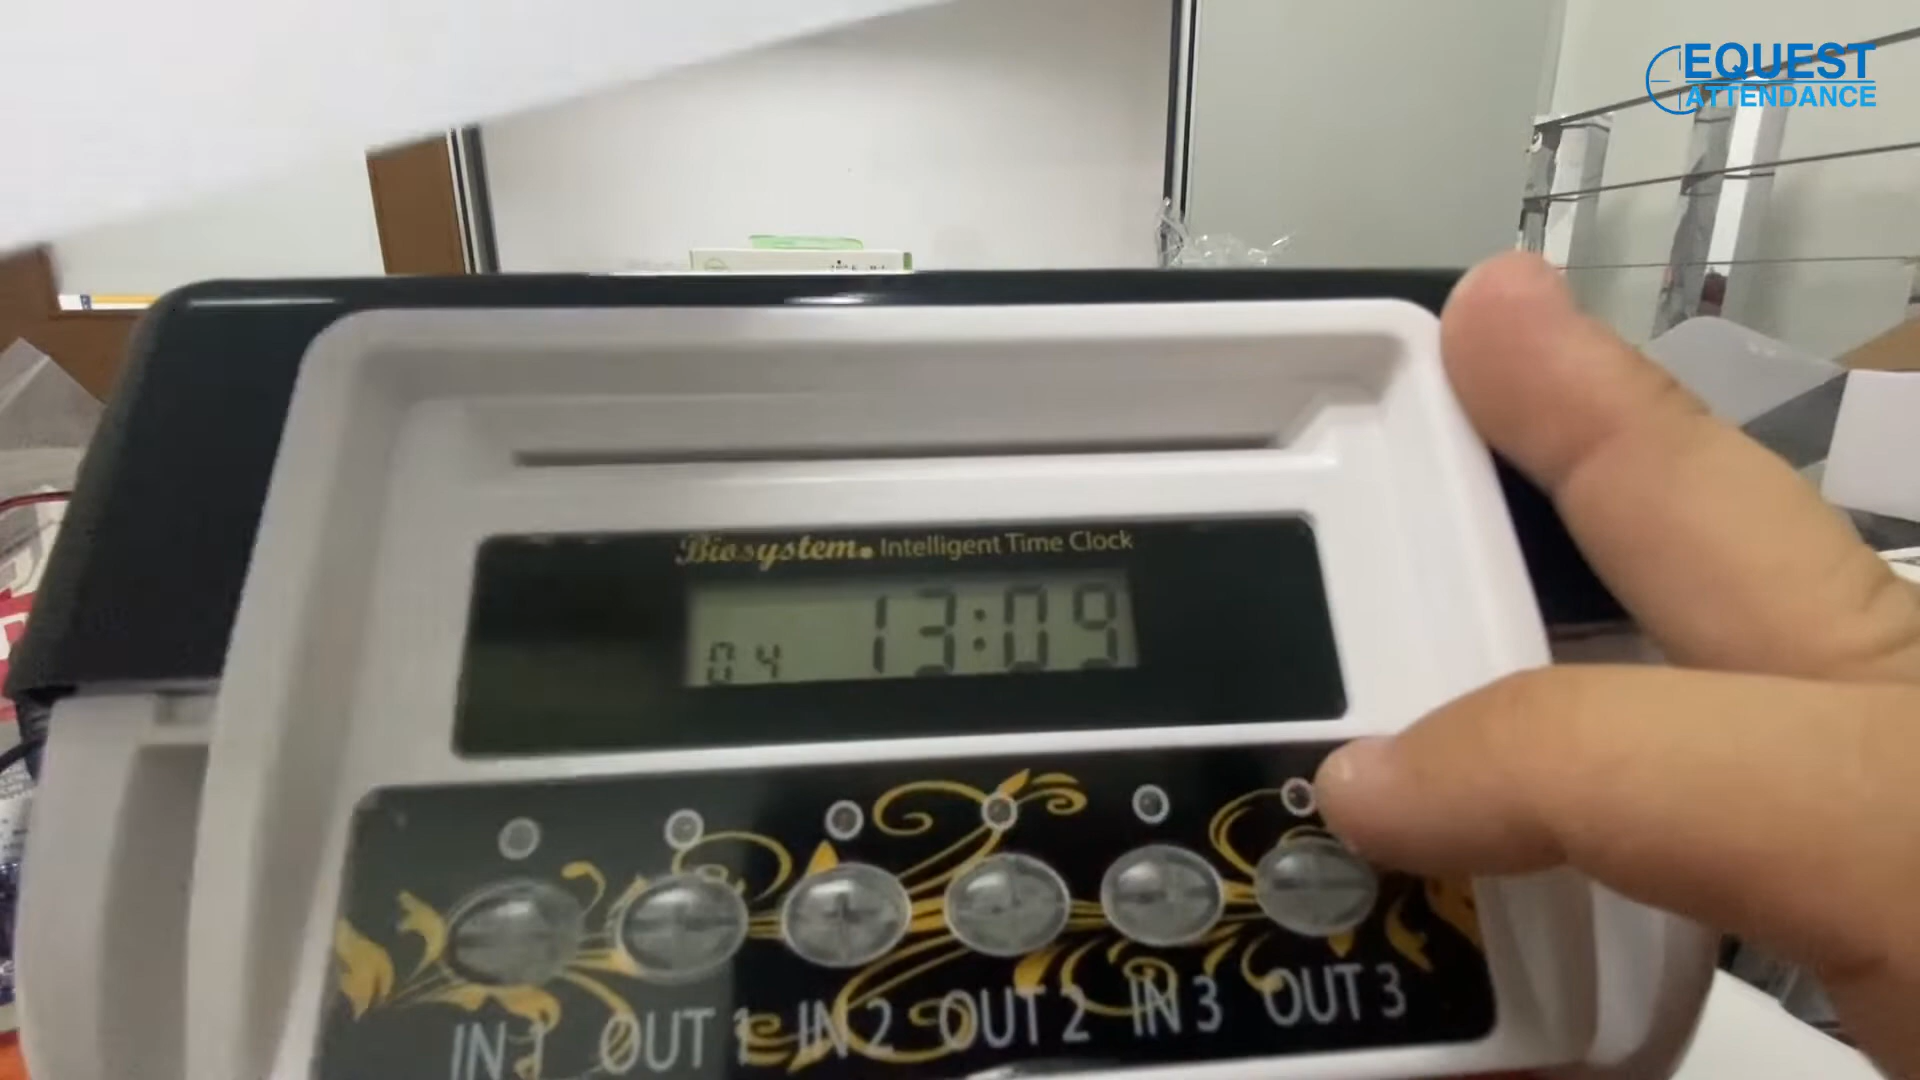 EQUEST
ATTENDANCE
Biosystem. Intelligent Time Clock
04 13:09
IN 1 OUT 1 IN 2 OUT 2 IN 3 OUT 3